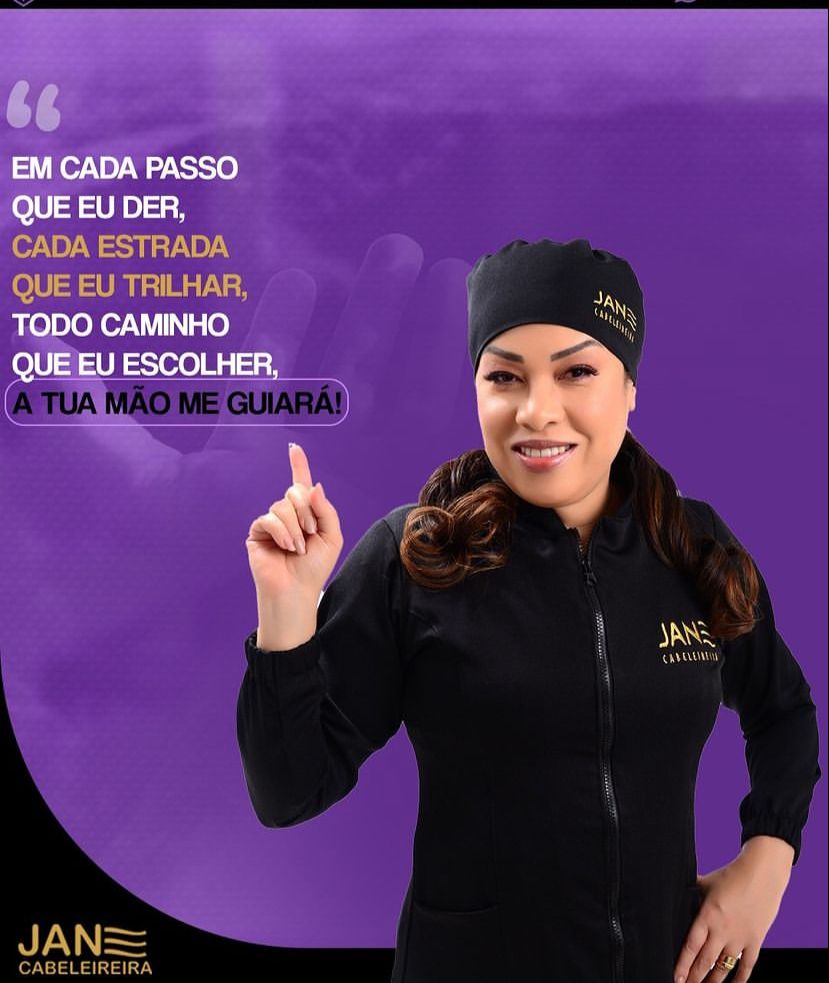 “
EM CADA PASSO
QUE EU DER,
CADA ESTRADA
QUE EU TRILHAR,
TODO CAMINHO
QUE EU ESCOLHER,
A TUA MÃO ME GUIARÁ!
JANE
CABELEIREIRA
JANE
CABELEIREIRA
JANE
CABELEIREIRA